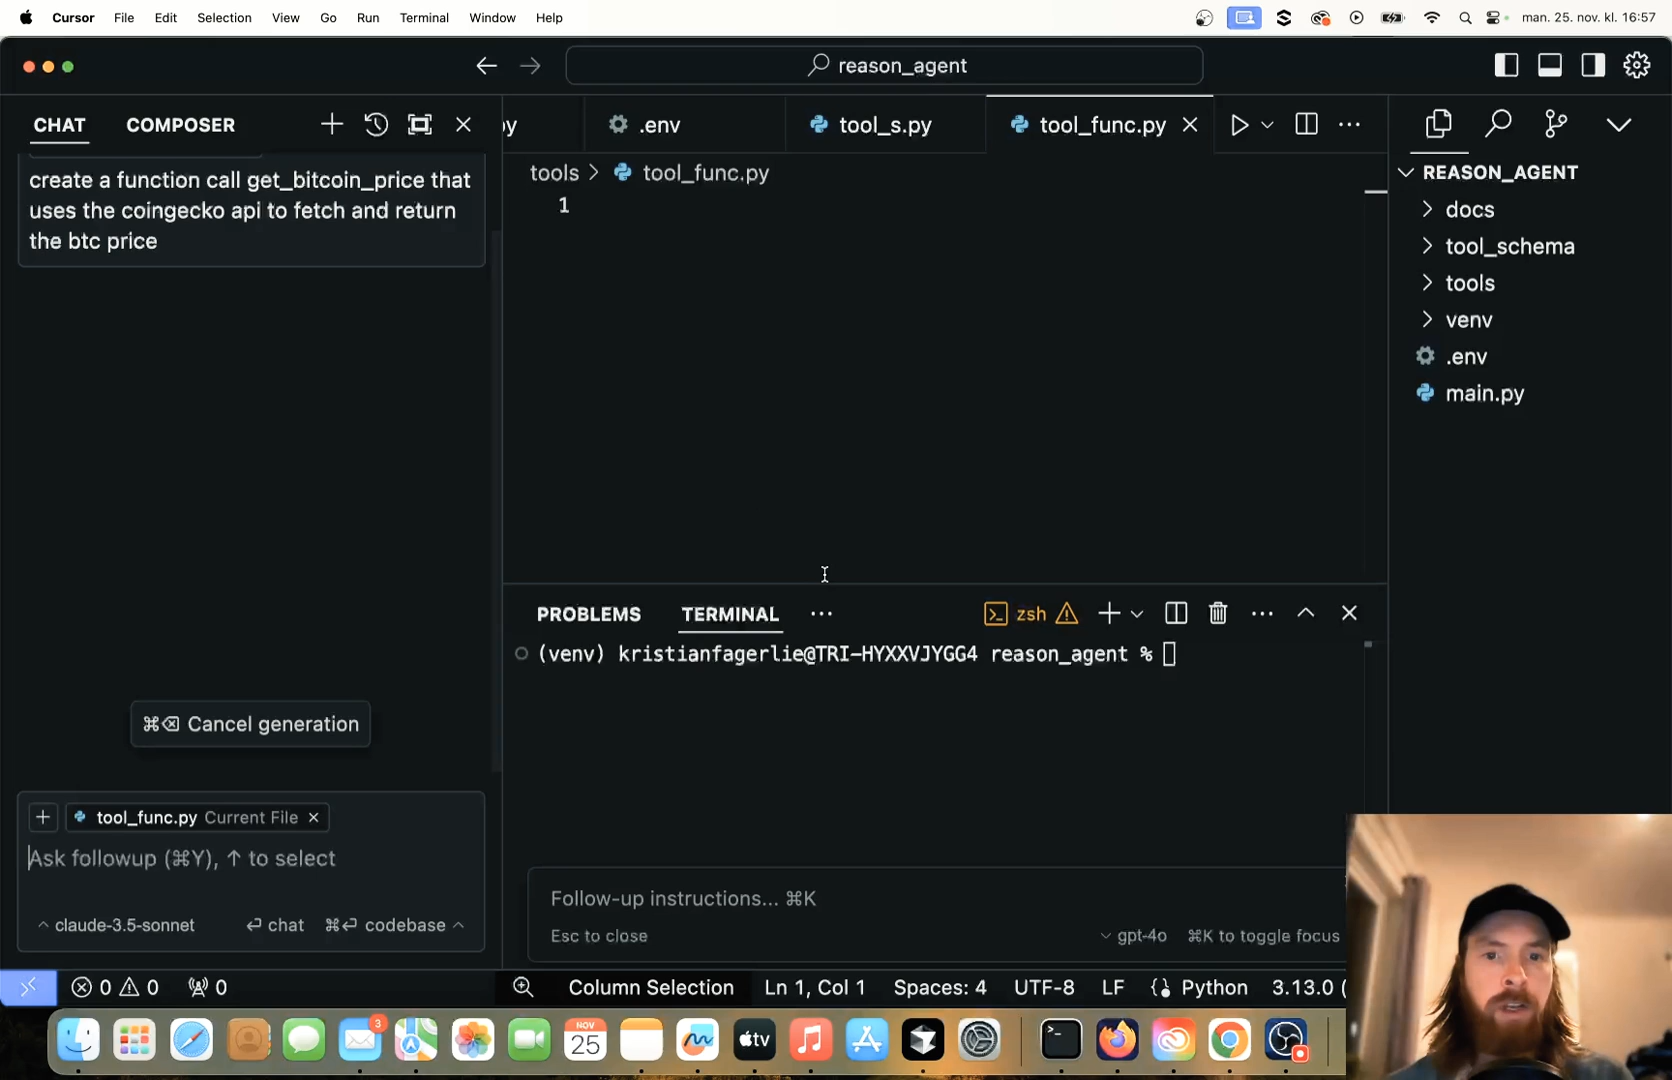 Cursor File Edit Selection View Go Run Terminal Window Help man. 25. nov. kl. 16:57
reason_agent
CHAT COMPOSER
.env tool_s.py tool_func.py
create a function call get_bitcoin_price that
uses the coingecko api to fetch and return
the btc price
tools > tool_func.py
1
REASON_AGENT
docs
tool_schema
tools
venv
.env
main.py
⌘⌫ Cancel generation
tool_func.py Current File ×
Ask followup (⌘Y), ↑ to select
claude-3.5-sonnet ⏎ chat ⌘⏎ codebase
PROBLEMS TERMINAL ··· zsh
(venv) kristianfagerlie@TRI-HYXXVJYGG4 reason_agent %
Follow-up instructions... ⌘K
Esc to close gpt-4o ⌘K to toggle focus
0 0 0 Column Selection Ln 1, Col 1 Spaces: 4 UTF-8 LF Python 3.13.0 (
3
NOV
25
tv